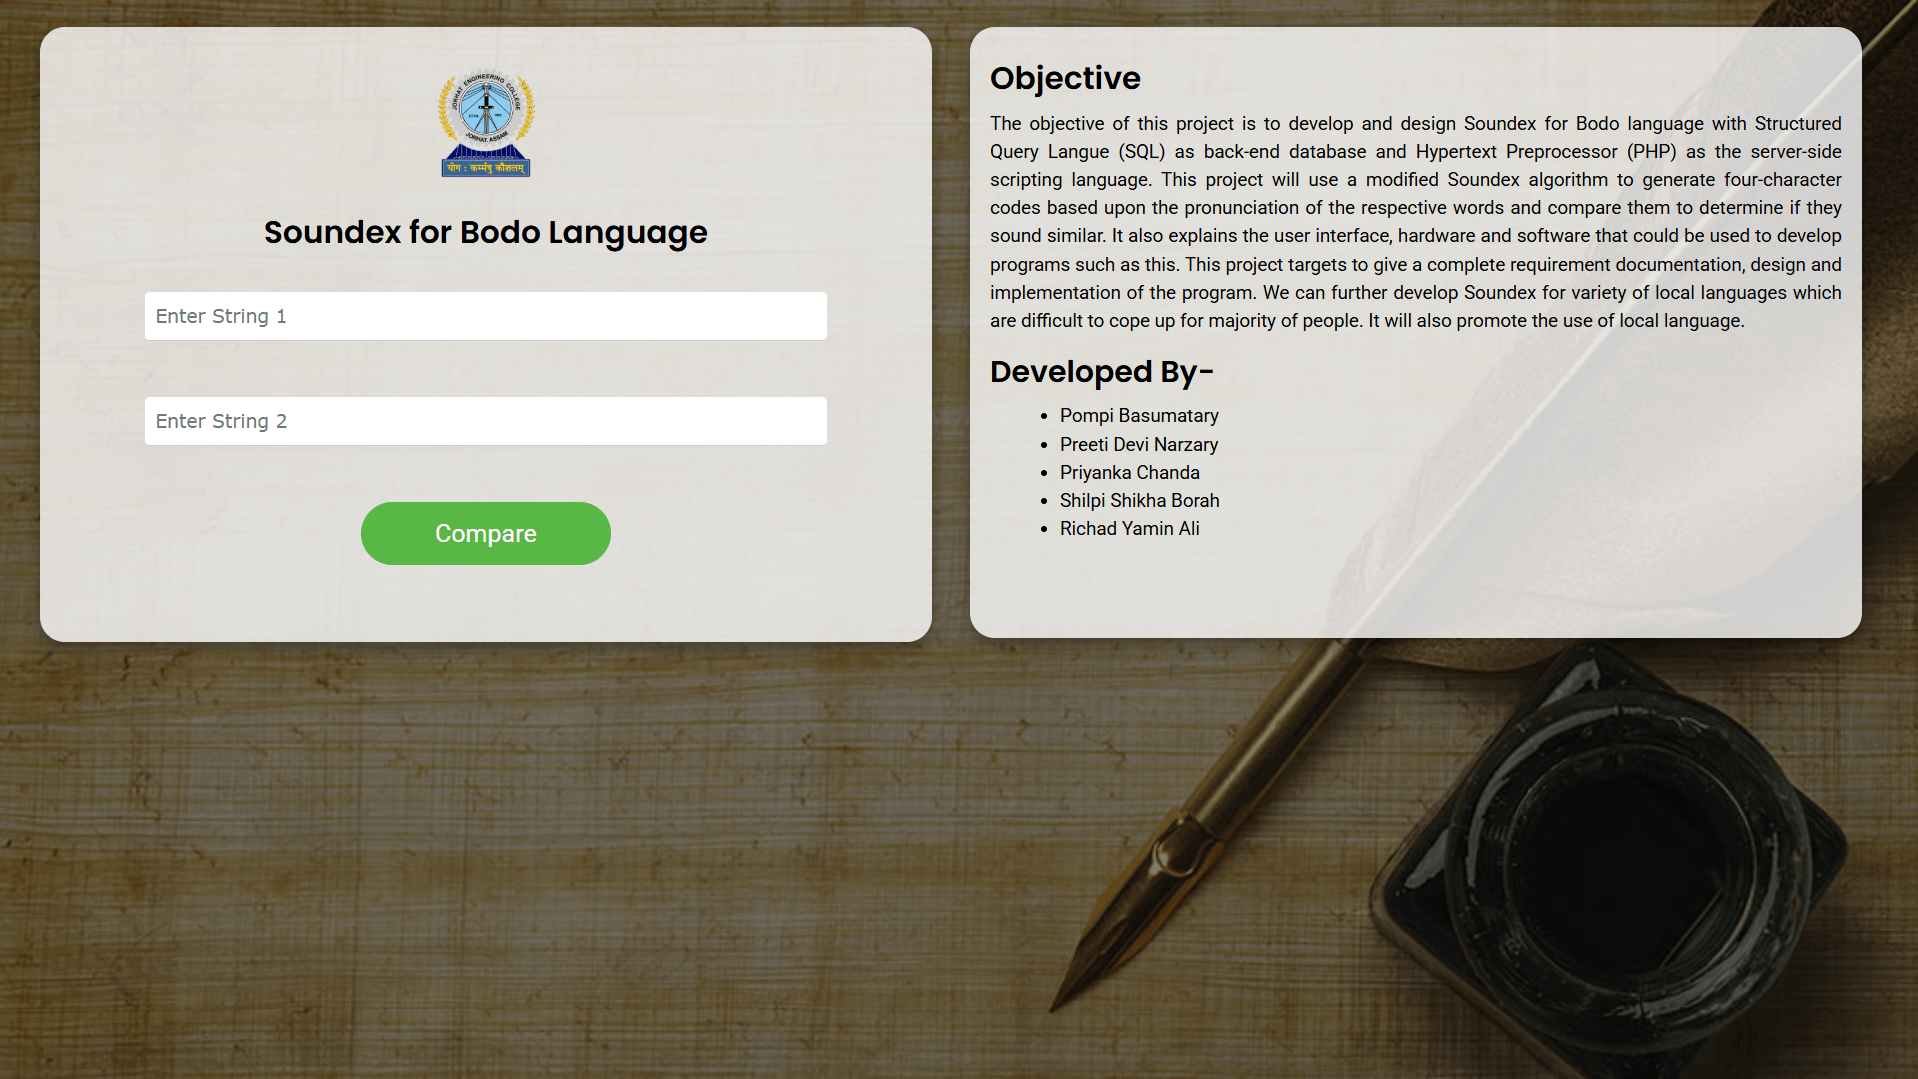 JORHAT ENGINEERING COLLEGE
JORHAT, ASSAM
योग : कर्म्मषु कौशलम्
Soundex for Bodo Language
Enter String 1
Enter String 2
Compare
Objective
The objective of this project is to develop and design Soundex for Bodo language with Structured
Query Langue (SQL) as back-end database and Hypertext Preprocessor (PHP) as the server-side
scripting language. This project will use a modified Soundex algorithm to generate four-character
codes based upon the pronunciation of the respective words and compare them to determine if they
sound similar. It also explains the user interface, hardware and software that could be used to develop
programs such as this. This project targets to give a complete requirement documentation, design and
implementation of the program. We can further develop Soundex for variety of local languages which
are difficult to cope up for majority of people. It will also promote the use of local language.
Developed By-
Pompi Basumatary
Preeti Devi Narzary
Priyanka Chanda
Shilpi Shikha Borah
Richad Yamin Ali